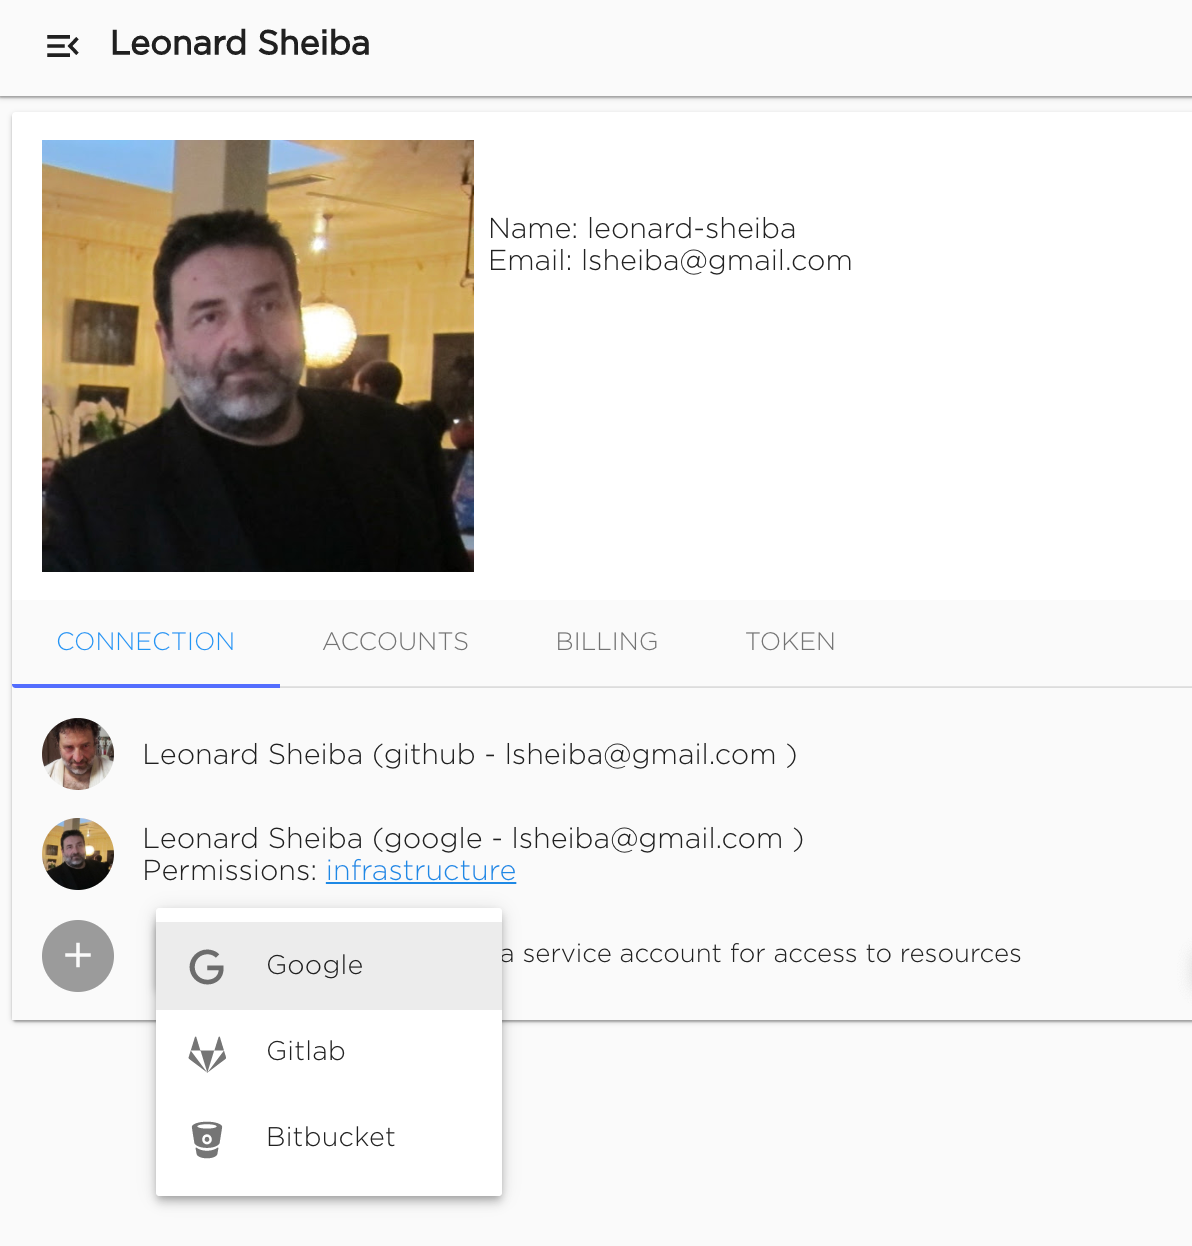 Leonard Sheiba
Name: leonard-sheiba
Email: lsheiba@gmail.com
CONNECTION
ACCOUNTS
BILLING
TOKEN
Leonard Sheiba (github - lsheiba@gmail.com )
Leonard Sheiba (google - lsheiba@gmail.com )
Permissions: infrastructure
a service account for access to resources
Google
Gitlab
Bitbucket